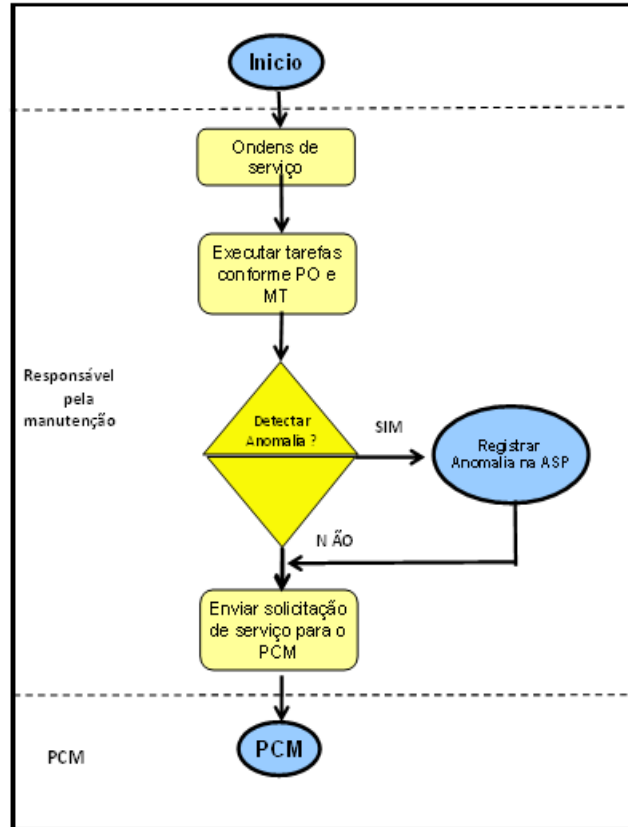 Inicio
Ondens de
serviço
Executar tarefas
conforme PO e
MT
Responsável
pela
manutenção
Detectar
Anomalia ?
SIM
Registrar
Anomalia na ASP
N ÃO
Enviar solicitação
de serviço para o
PCM
PCM
PCM